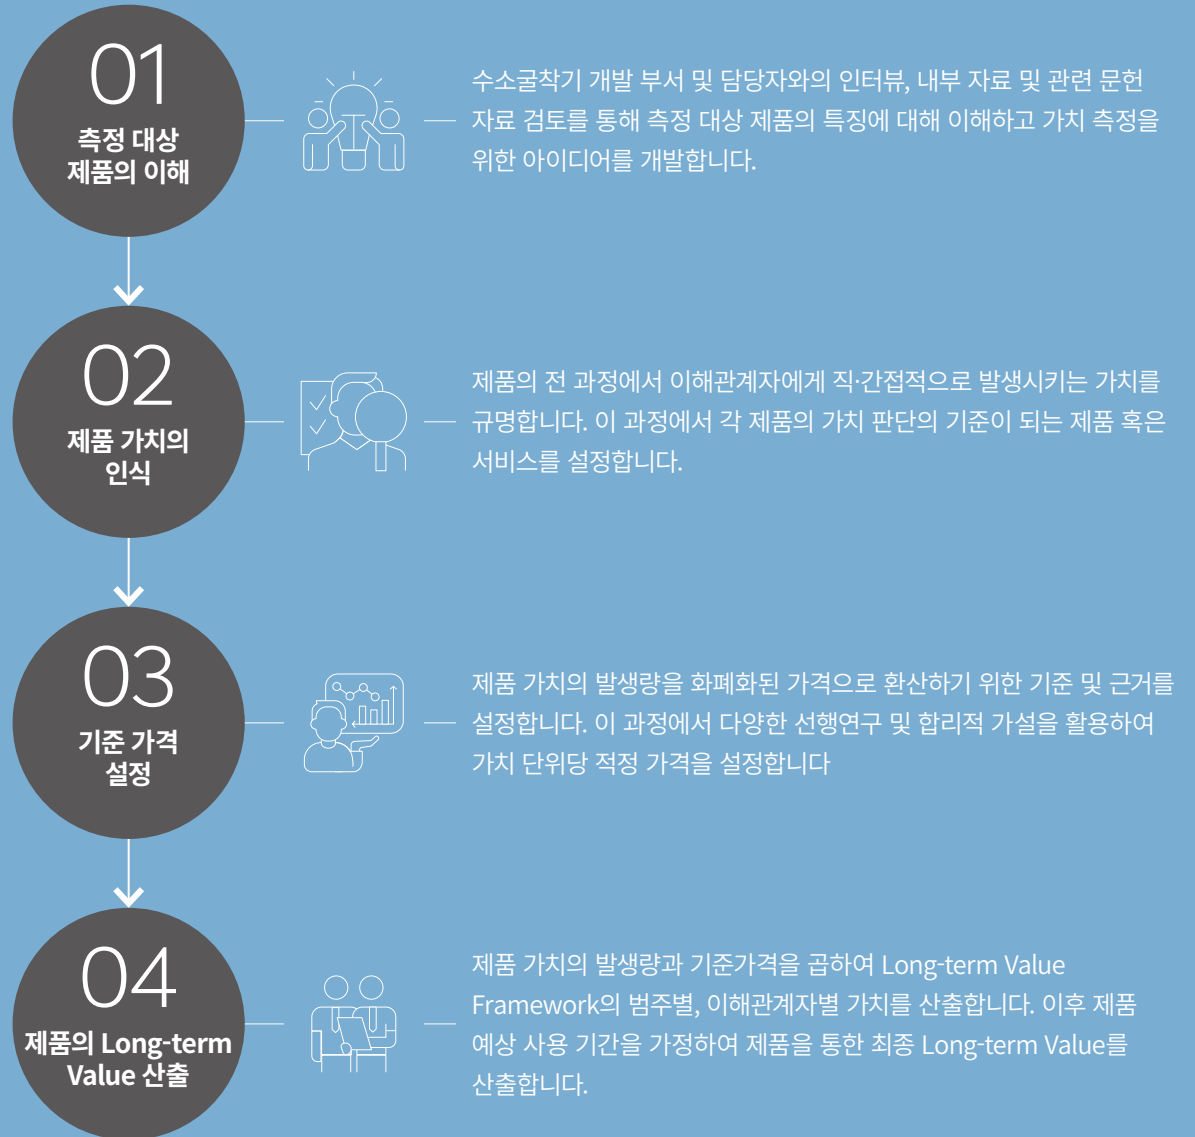 01
측정 대상
제품의 이해
수소굴착기 개발 부서 및 담당자와의 인터뷰, 내부 자료 및 관련 문헌
자료 검토를 통해 측정 대상 제품의 특징에 대해 이해하고 가치 측정을
위한 아이디어를 개발합니다.
02
제품 가치의
인식
제품의 전 과정에서 이해관계자에게 직·간접적으로 발생시키는 가치를
규명합니다. 이 과정에서 각 제품의 가치 판단의 기준이 되는 제품 혹은
서비스를 설정합니다.
03
기준 가격
설정
제품 가치의 발생량을 화폐화된 가격으로 환산하기 위한 기준 및 근거를
설정합니다. 이 과정에서 다양한 선행연구 및 합리적 가설을 활용하여
가치 단위당 적정 가격을 설정합니다
04
제품의 Long-term
Value 산출
제품 가치의 발생량과 기준가격을 곱하여 Long-term Value
Framework의 범주별, 이해관계자별 가치를 산출합니다. 이후 제품
예상 사용 기간을 가정하여 제품을 통한 최종 Long-term Value를
산출합니다.